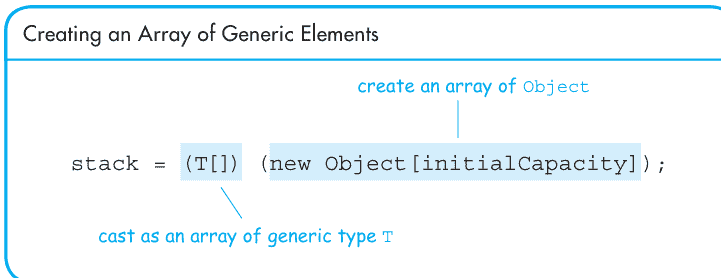 Creating an Array of Generic Elements
create an array of Object
stack = (T[]) (new Object[initialCapacity]);
cast as an array of generic type T